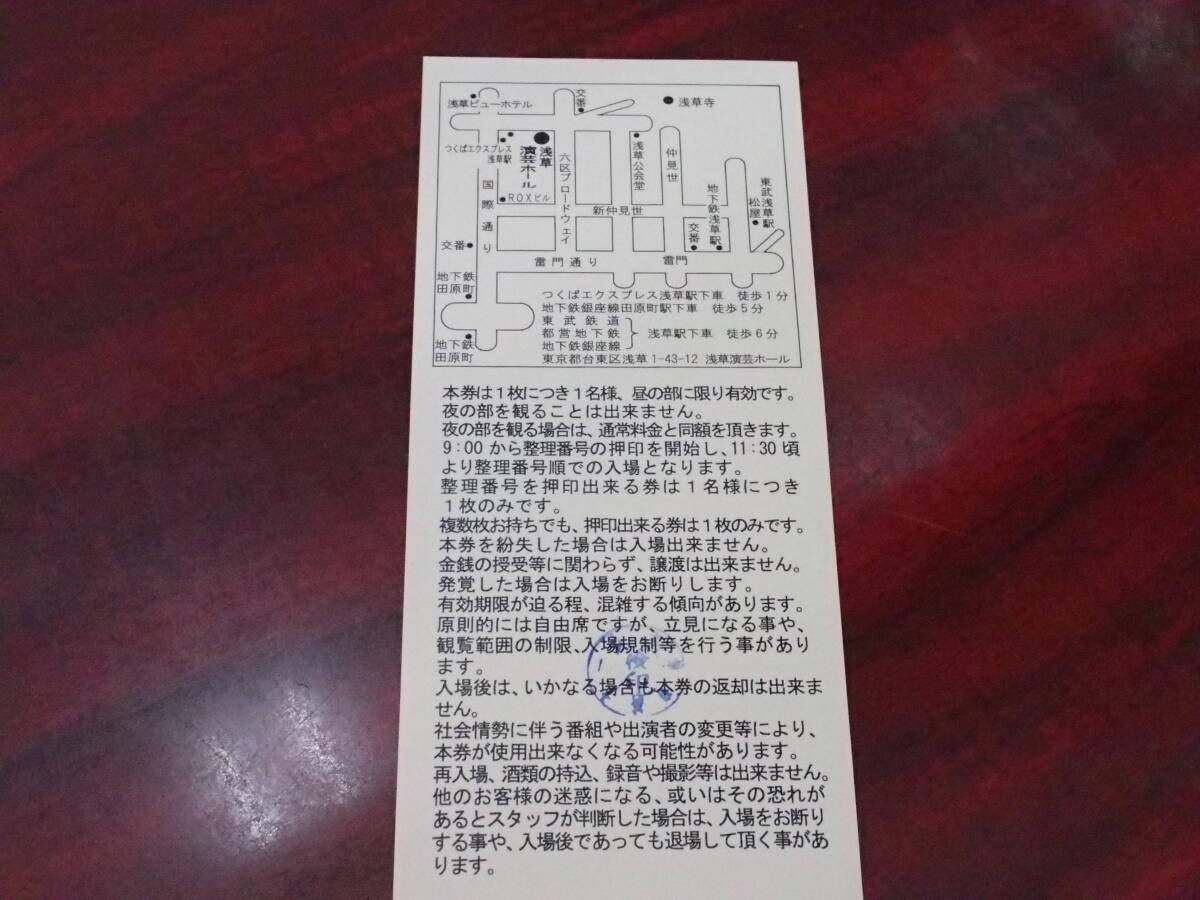 浅草ビューホテル
交番
浅草寺
つくばエクスプレス
浅草駅
浅草
演芸ホール
六区ブロードウェイ
浅草公会堂
仲見世
国際通り
ROXビル
新仲見世
地下鉄浅草駅
東武浅草駅
松屋
交番
交番
雷門通り
雷門
地下鉄
田原町
地下鉄
田原町
つくばエクスプレス浅草駅下車 徒歩1分
地下鉄銀座線田原町駅下車 徒歩5分
東武鉄道
都営地下鉄 浅草駅下車 徒歩6分
地下鉄銀座線
東京都台東区浅草1-43-12 浅草演芸ホール
本券は1枚につき1名様、昼の部に限り有効です。
夜の部を観ることは出来ません。
夜の部を観る場合は、通常料金と同額を頂きます。
9:00から整理番号の押印を開始し、11:30頃
より整理番号順での入場となります。
整理番号を押印出来る券は1名様につき
1枚のみです。
複数枚お持ちでも、押印出来る券は1枚のみです。
本券を紛失した場合は入場出来ません。
金銭の授受等に関わらず、譲渡は出来ません。
発覚した場合は入場をお断りします。
有効期限が迫る程、混雑する傾向があります。
原則的には自由席ですが、立見になる事や、
観覧範囲の制限、入場規制等を行う事があり
ます。
入場後は、いかなる場合も本券の返却は出来ま
せん。
社会情勢に伴う番組や出演者の変更等により、
本券が使用出来なくなる可能性があります。
再入場、酒類の持込、録音や撮影等は出来ません。
他のお客様の迷惑になる、或いはその恐れが
あるとスタッフが判断した場合は、入場をお断り
する事や、入場後であっても退場して頂く事があ
ります。